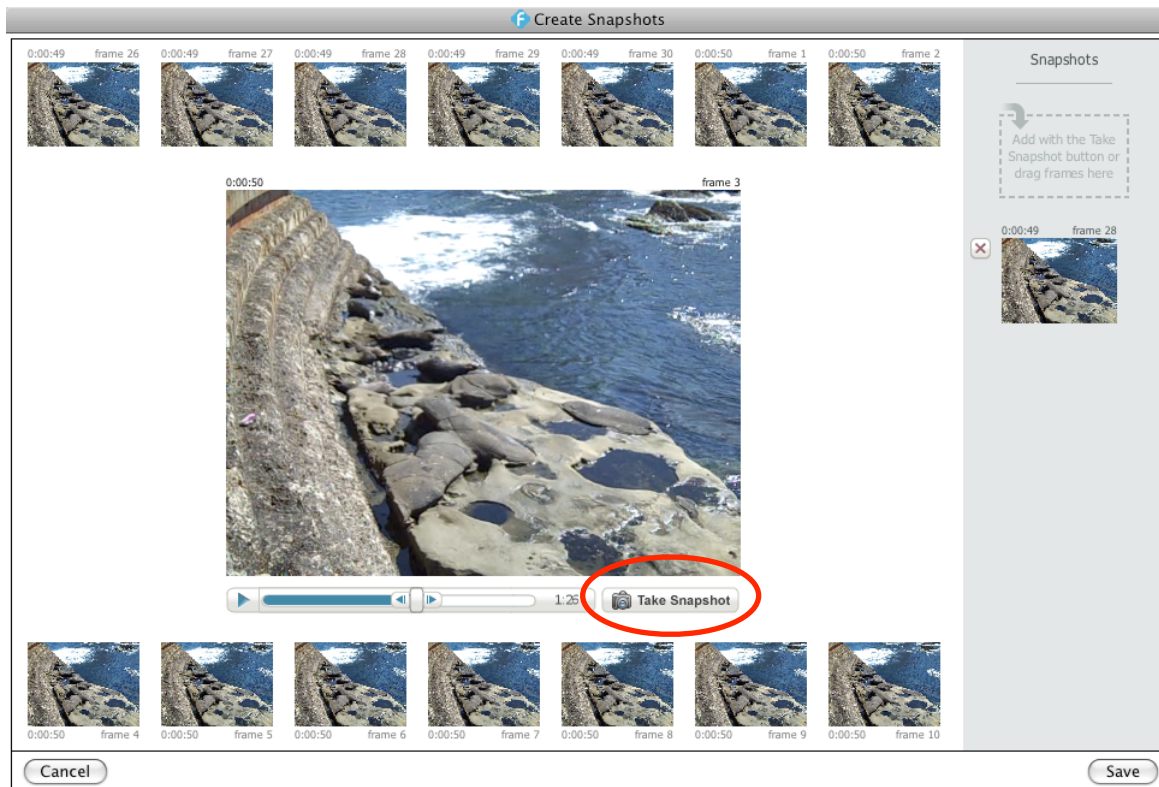 Create Snapshots
0:00:49 frame 26 0:00:49 frame 27 0:00:49 frame 28 0:00:49 frame 29 0:00:49 frame 30 0:00:50 frame 1 0:00:50 frame 2
Snapshots
Add with the Take
Snapshot button or
drag frames here
0:00:50 frame 3
0:00:49 frame 28
1:26
Take Snapshot
0:00:50 frame 4 0:00:50 frame 5 0:00:50 frame 6 0:00:50 frame 7 0:00:50 frame 8 0:00:50 frame 9 0:00:50 frame 10
Cancel
Save